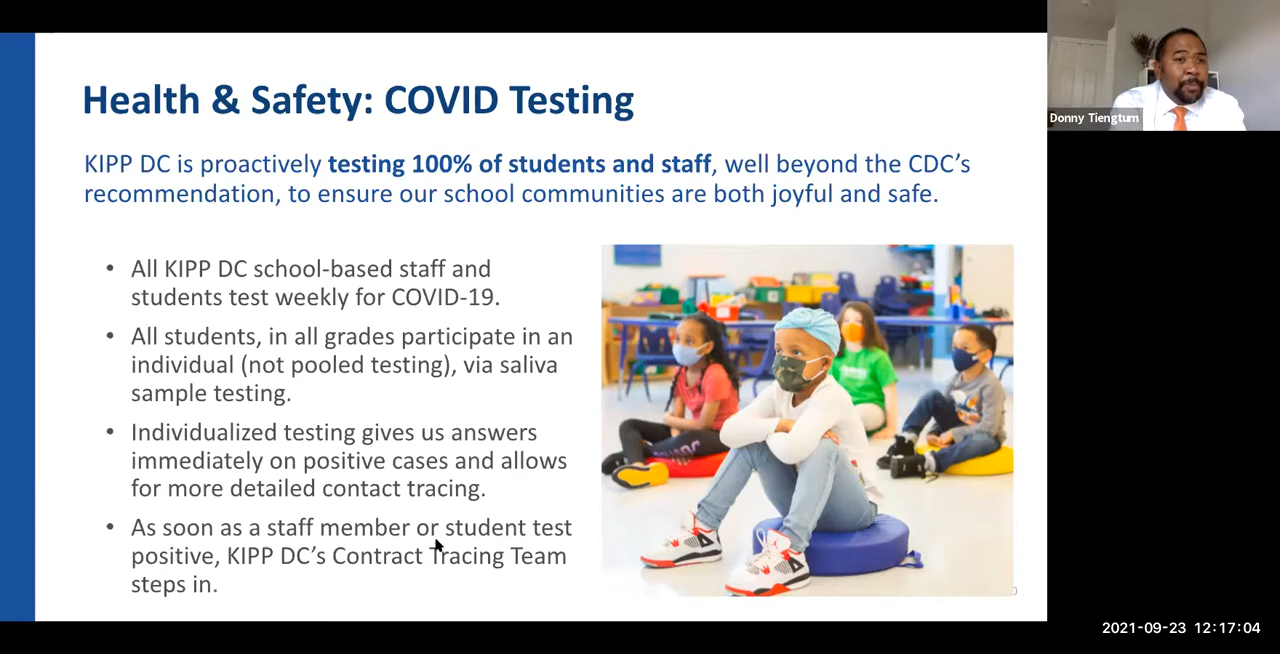 Health & Safety: COVID Testing
KIPP DC is proactively testing 100% of students and staff, well beyond the CDC's
recommendation, to ensure our school communities are both joyful and safe.
• All KIPP DC school-based staff and
students test weekly for COVID-19.
• All students, in all grades participate in an
individual (not pooled testing), via saliva
sample testing.
• Individualized testing gives us answers
immediately on positive cases and allows
for more detailed contact tracing.
• As soon as a staff member or student test
positive, KIPP DC's Contract Tracing Team
steps in.
Donny Tiengtum
2021-09-23 12:17:04